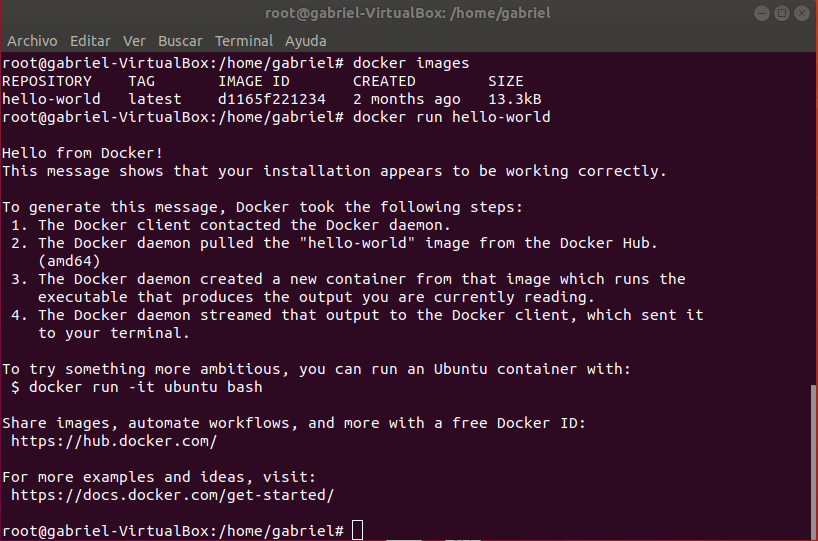 root@gabriel-VirtualBox: /home/gabriel
Archivo Editar Ver Buscar Terminal Ayuda
root@gabriel-VirtualBox:/home/gabriel# docker images
REPOSITORY    TAG       IMAGE ID       CREATED        SIZE
hello-world   latest    d1165f221234   2 months ago   13.3kB
root@gabriel-VirtualBox:/home/gabriel# docker run hello-world

Hello from Docker!
This message shows that your installation appears to be working correctly.

To generate this message, Docker took the following steps:
 1. The Docker client contacted the Docker daemon.
 2. The Docker daemon pulled the "hello-world" image from the Docker Hub.
    (amd64)
 3. The Docker daemon created a new container from that image which runs the
    executable that produces the output you are currently reading.
 4. The Docker daemon streamed that output to the Docker client, which sent it
    to your terminal.

To try something more ambitious, you can run an Ubuntu container with:
 $ docker run -it ubuntu bash

Share images, automate workflows, and more with a free Docker ID:
 https://hub.docker.com/

For more examples and ideas, visit:
 https://docs.docker.com/get-started/

root@gabriel-VirtualBox:/home/gabriel#